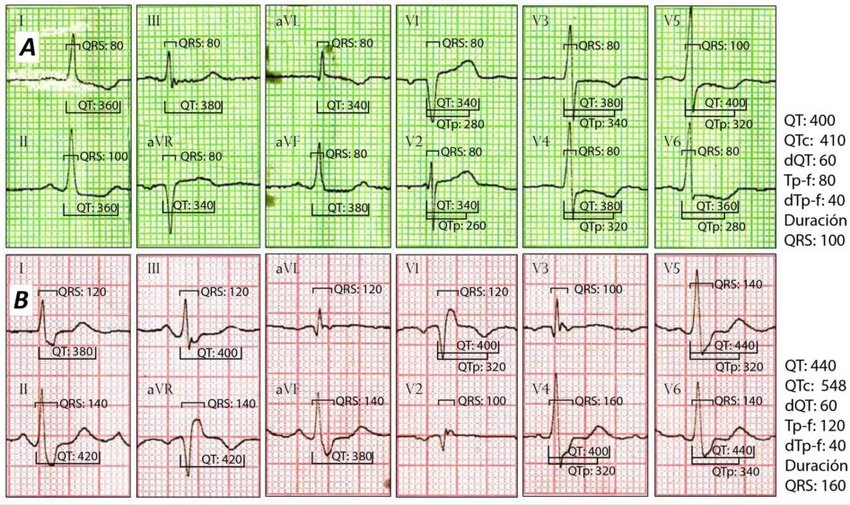 A
I
QRS: 80
QT: 360
III
QRS: 80
QT: 380
aVL
QRS: 80
QT: 340
V1
QRS: 80
QT: 340
QTp: 280
V3
QRS: 80
QT: 380
QTp: 340
V5
QRS: 100
QT: 400
QTp: 320
II
QRS: 100
QT: 360
aVR
QRS: 80
QT: 340
aVF
QRS: 80
QT: 380
V2
QRS: 80
QT: 340
QTp: 260
V4
QRS: 80
QT: 380
QTp: 320
V6
QRS: 80
QT: 360
QTp: 280
QT: 400
QTc: 410
dQT: 60
Tp-f: 80
dTp-f: 40
Duración
QRS: 100
B
I
QRS: 120
QT: 380
III
QRS: 120
QT: 400
aVL
QRS: 120
V1
QRS: 120
QT: 400
QTp: 320
V3
QRS: 100
V5
QRS: 140
QT: 440
QTp: 320
II
QRS: 140
QT: 420
aVR
QRS: 140
QT: 420
aVF
QRS: 140
QT: 380
V2
QRS: 100
V4
QRS: 160
QT: 400
QTp: 320
V6
QRS: 140
QT: 440
QTp: 340
QT: 440
QTc: 548
dQT: 60
Tp-f: 120
dTp-f: 40
Duración
QRS: 160